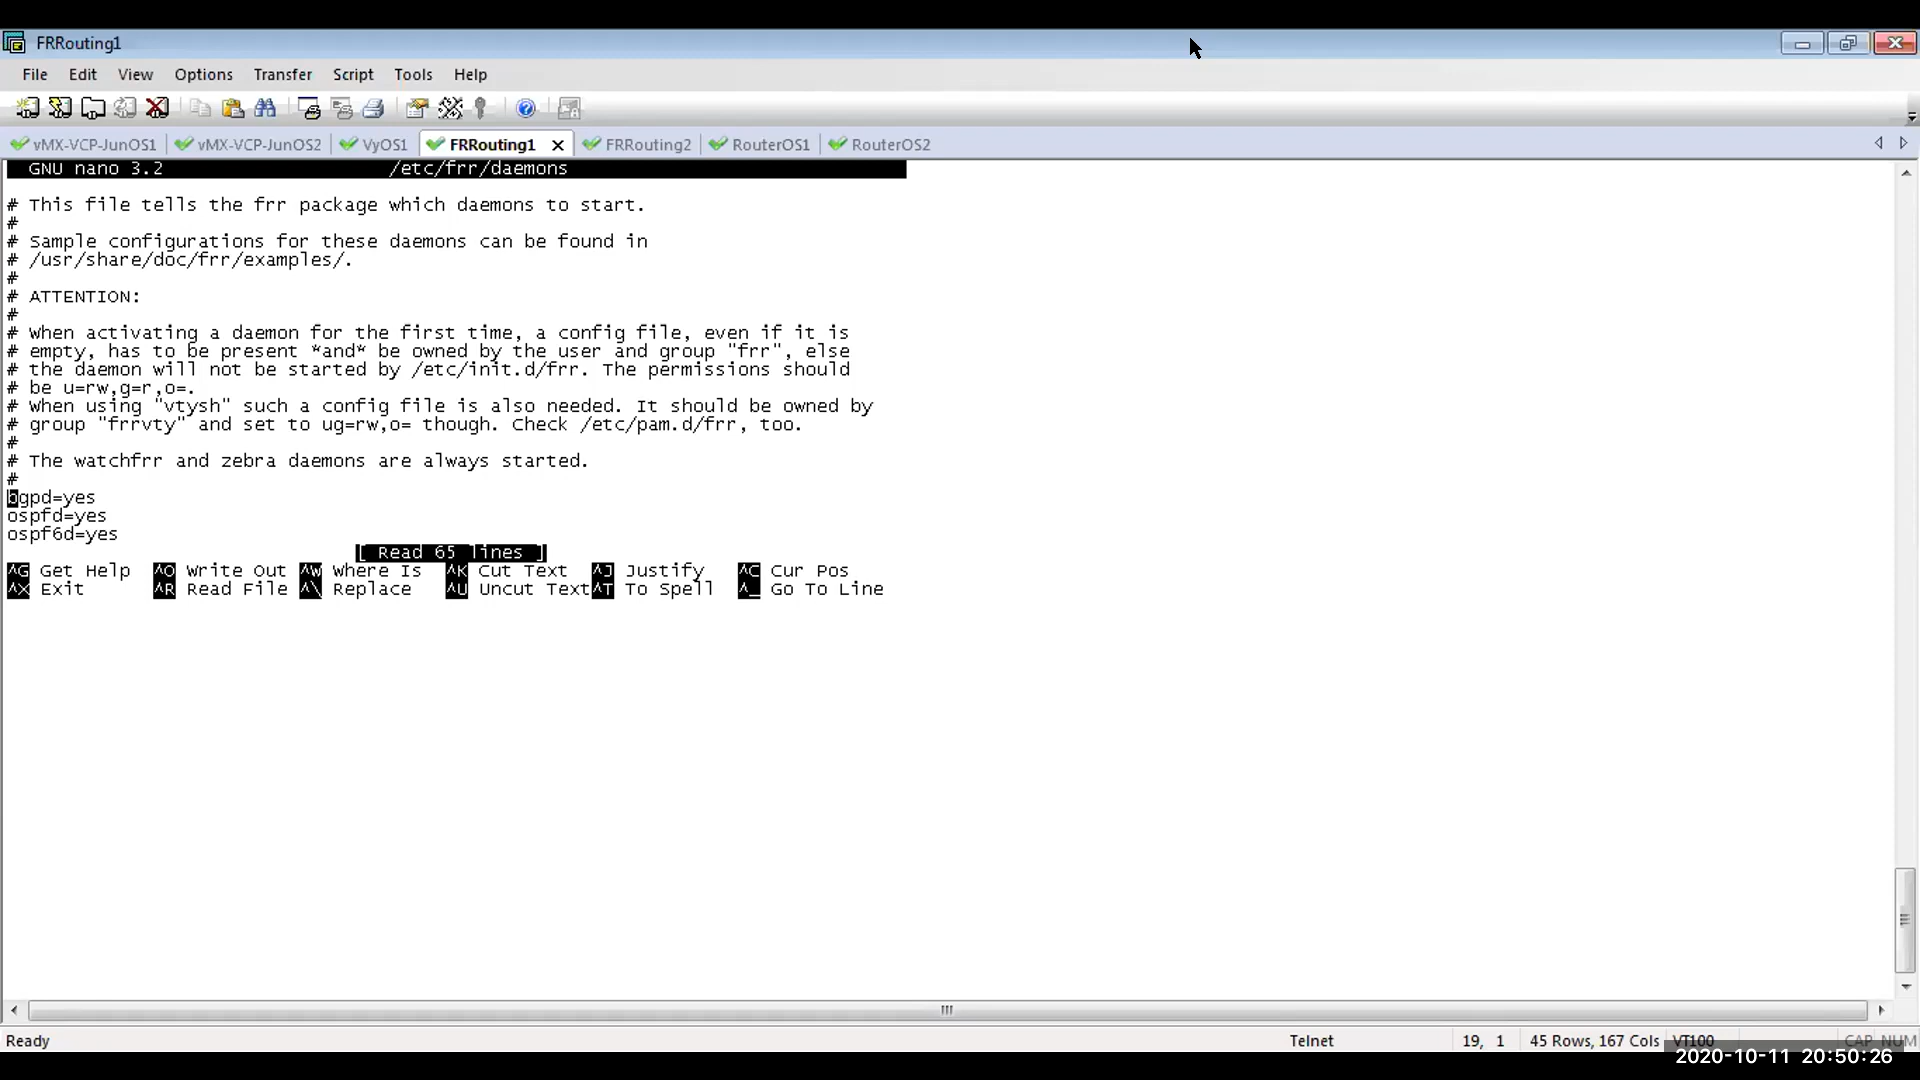 FRRouting1
File Edit View Options Transfer Script Tools Help
vMX-VCP-JunOS1 vMX-VCP-JunOS2 VyOS1 FRRouting1 FRRouting2 RouterOS1 RouterOS2
GNU nano 3.2 /etc/frr/daemons
# This file tells the frr package which daemons to start.
#
# Sample configurations for these daemons can be found in
# /usr/share/doc/frr/examples/.
#
# ATTENTION:
#
# When activating a daemon for the first time, a config file, even if it is
# empty, has to be present *and* be owned by the user and group "frr", else
# the daemon will not be started by /etc/init.d/frr. The permissions should
# be u=rw,g=r,o=.
# When using "vtysh" such a config file is also needed. It should be owned by
# group "frrvty" and set to ug=rw,o= though. Check /etc/pam.d/frr, too.
#
# The watchfrr and zebra daemons are always started.
#
bgpd=yes
ospfd=yes
ospf6d=yes
[ Read 65 lines ]
^G Get Help ^O Write Out ^W Where Is ^K Cut Text ^J Justify ^C Cur Pos
^X Exit ^R Read File ^\ Replace ^U Uncut Text ^T To Spell ^_ Go To Line
Ready Telnet 19, 1 45 Rows, 167 Cols VT100 CAP NUM
2020-10-11 20:50:26